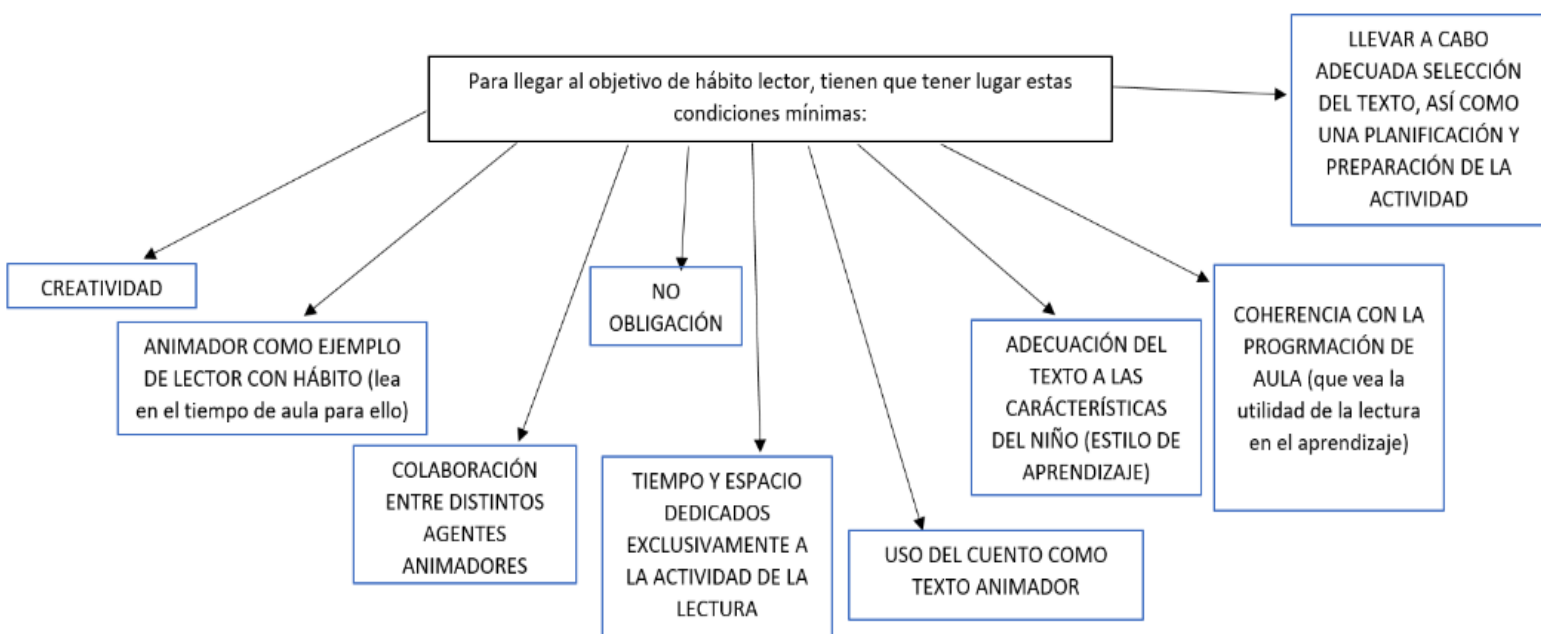 Para llegar al objetivo de hábito lector, tienen que tener lugar estas
condiciones mínimas:
LLEVAR A CABO
ADECUADA SELECCIÓN
DEL TEXTO, ASÍ COMO
UNA PLANIFICACIÓN Y
PREPARACIÓN DE LA
ACTIVIDAD
CREATIVIDAD
ANIMADOR COMO EJEMPLO
DE LECTOR CON HÁBITO (lea
en el tiempo de aula para ello)
COLABORACIÓN
ENTRE DISTINTOS
AGENTES
ANIMADORES
NO
OBLIGACIÓN
TIEMPO Y ESPACIO
DEDICADOS
EXCLUSIVAMENTE A
LA ACTIVIDAD DE LA
LECTURA
USO DEL CUENTO COMO
TEXTO ANIMADOR
ADECUACIÓN DEL
TEXTO A LAS
CARÁCTERÍSTICAS
DEL NIÑO (ESTILO DE
APRENDIZAJE)
COHERENCIA CON LA
PROGRMACIÓN DE
AULA (que vea la
utilidad de la lectura
en el aprendizaje)